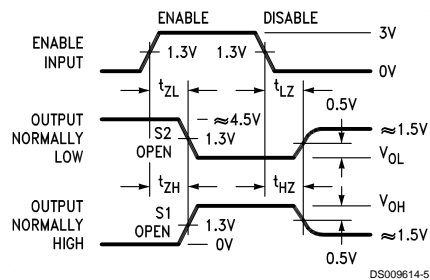 ENABLE DISABLE
3V
ENABLE
INPUT
1.3V 1.3V
0V
tZL tLZ
0.5V
OUTPUT
NORMALLY
LOW
≈4.5V
S2
OPEN
1.3V
≈1.5V
VOL
tZH tHZ
OUTPUT
NORMALLY
HIGH
S1
OPEN
1.3V
0V
VOH
≈1.5V
0.5V
DS009614-5